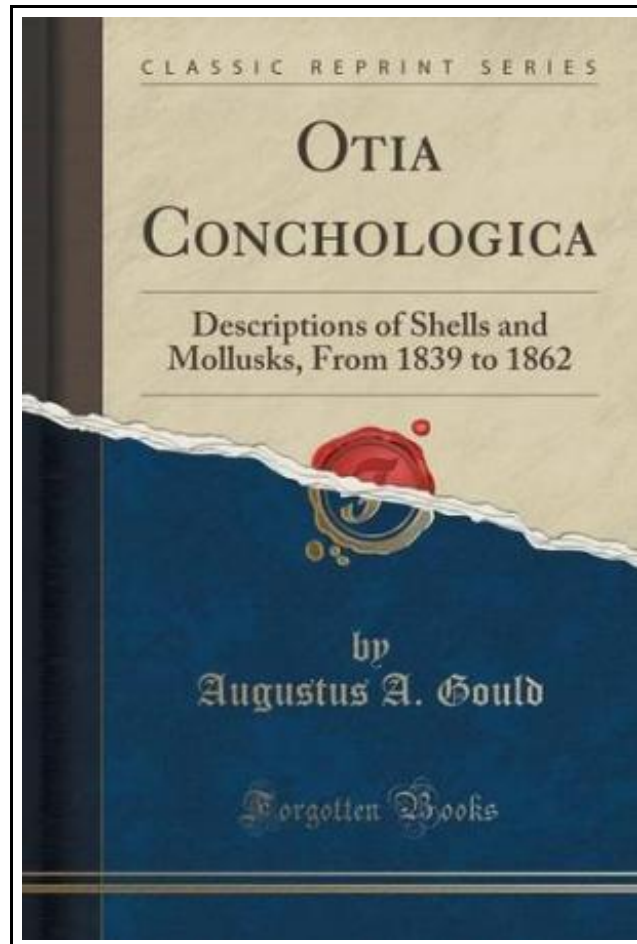 CLASSIC REPRINT SERIES
OTIA
CONCHOLOGICA
Descriptions of Shells and
Mollusks, From 1839 to 1862
by
Augustus A. Gould
Forgotten Books